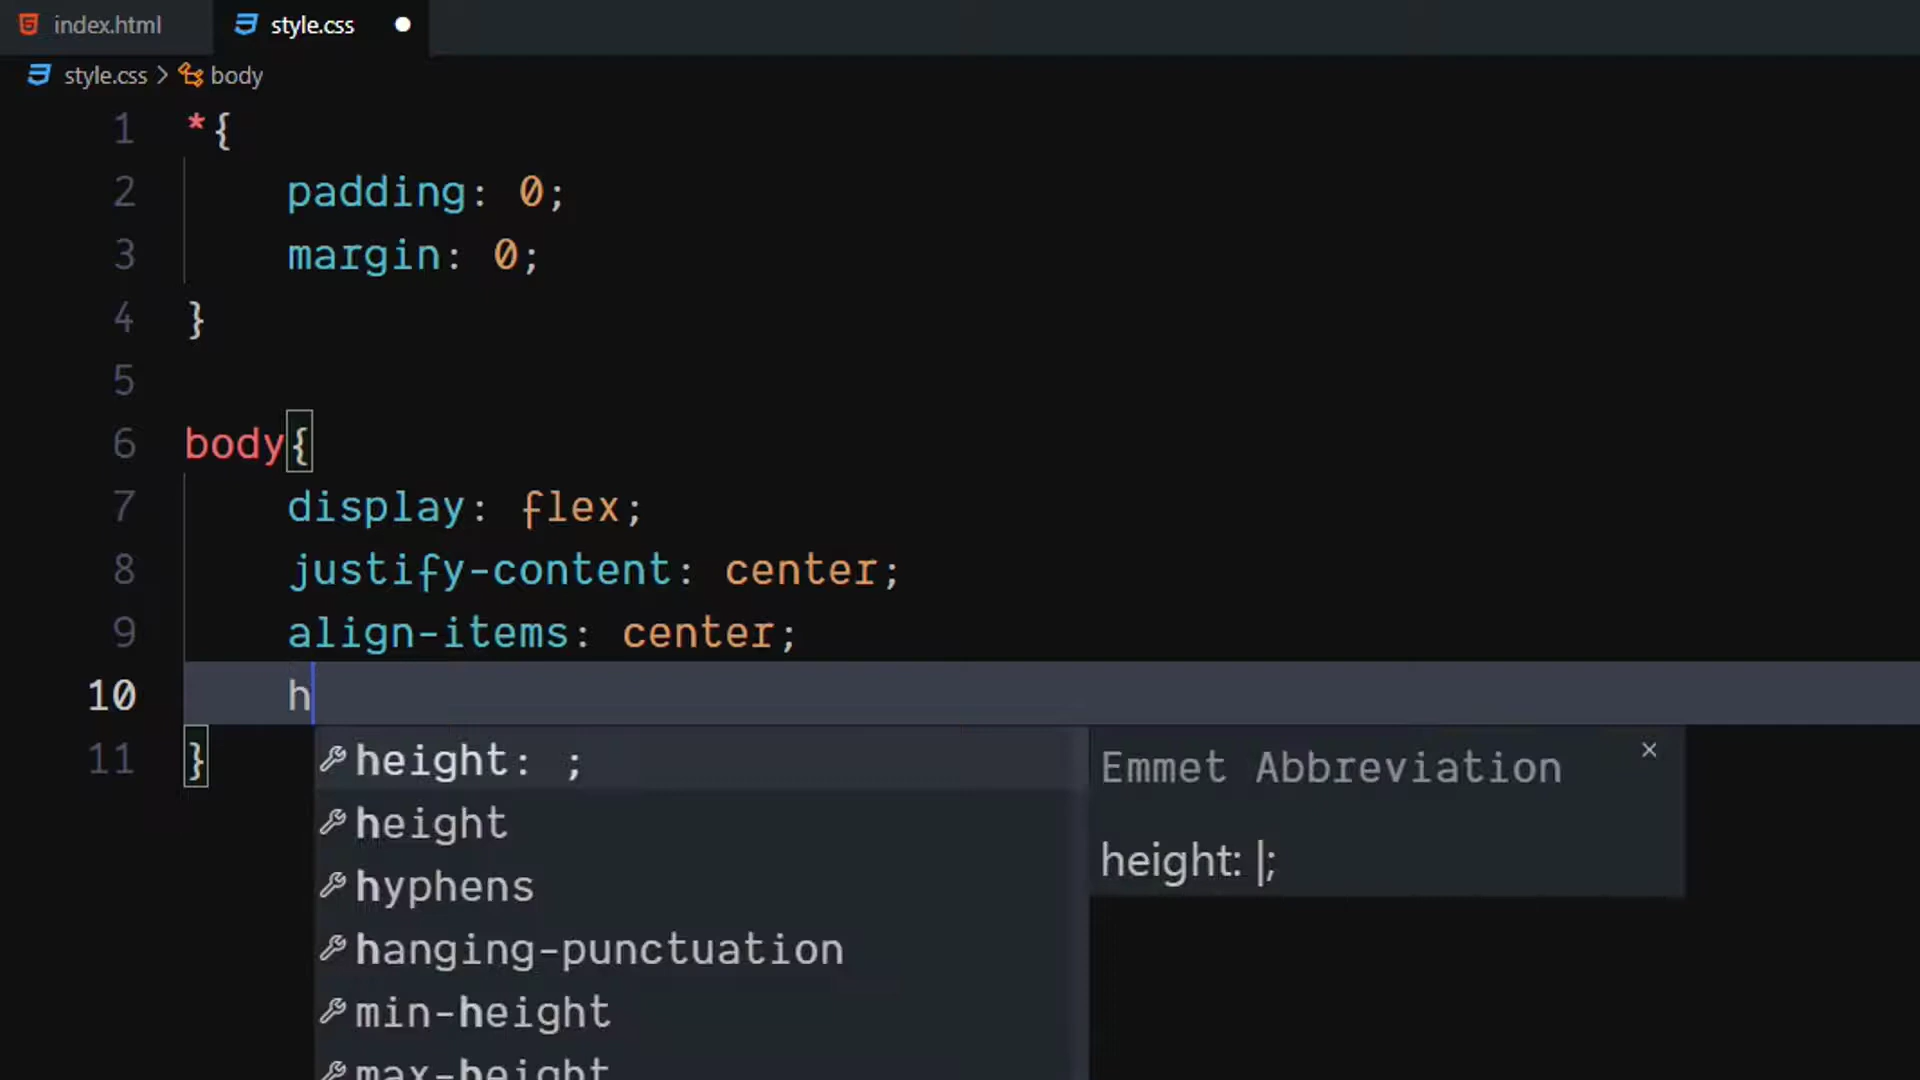 index.html style.css
style.css > body
1 *{
2 padding: 0;
3 margin: 0;
4 }
5
6 body{
7 display: flex;
8 justify-content: center;
9 align-items: center;
10 h
11 }
height: ;
height
hyphens
hanging-punctuation
min-height
max-height
Emmet Abbreviation ×
height: |;